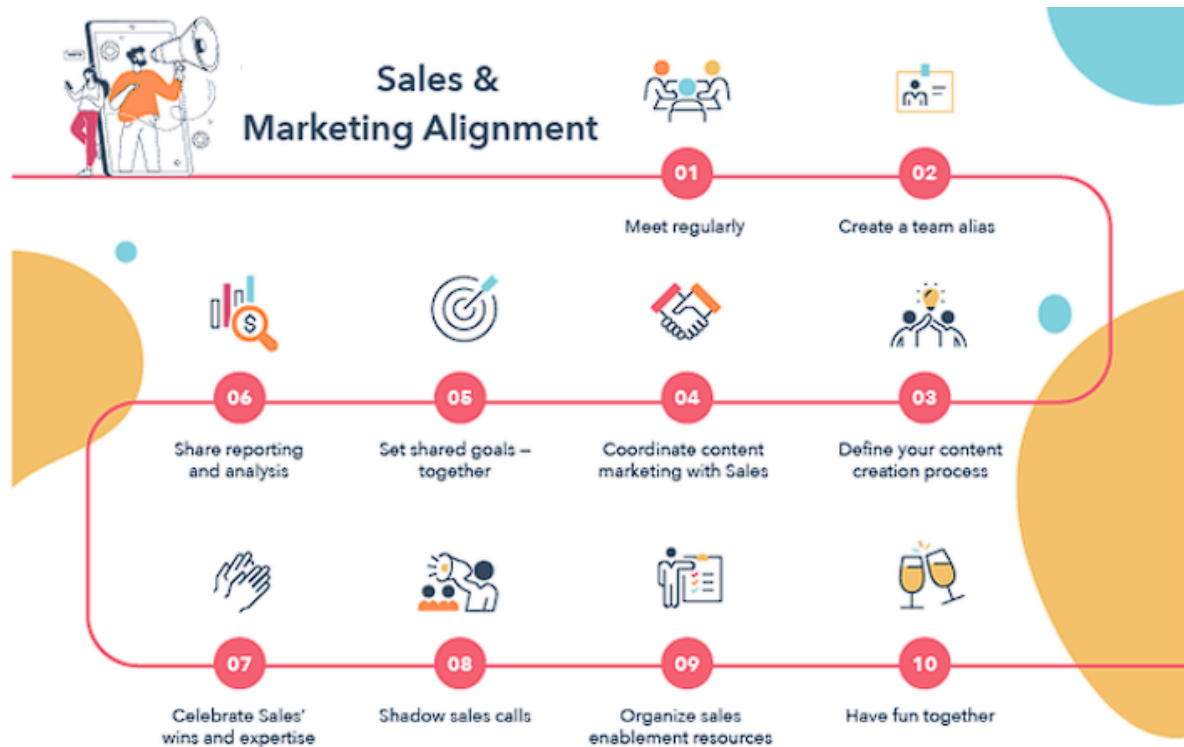 Sales &
Marketing Alignment
01
Meet regularly
02
Create a team alias
03
Define your content
creation process
04
Coordinate content
marketing with Sales
05
Set shared goals –
together
06
Share reporting
and analysis
$
07
Celebrate Sales'
wins and expertise
08
Shadow sales calls
09
Organize sales
enablement resources
10
Have fun together